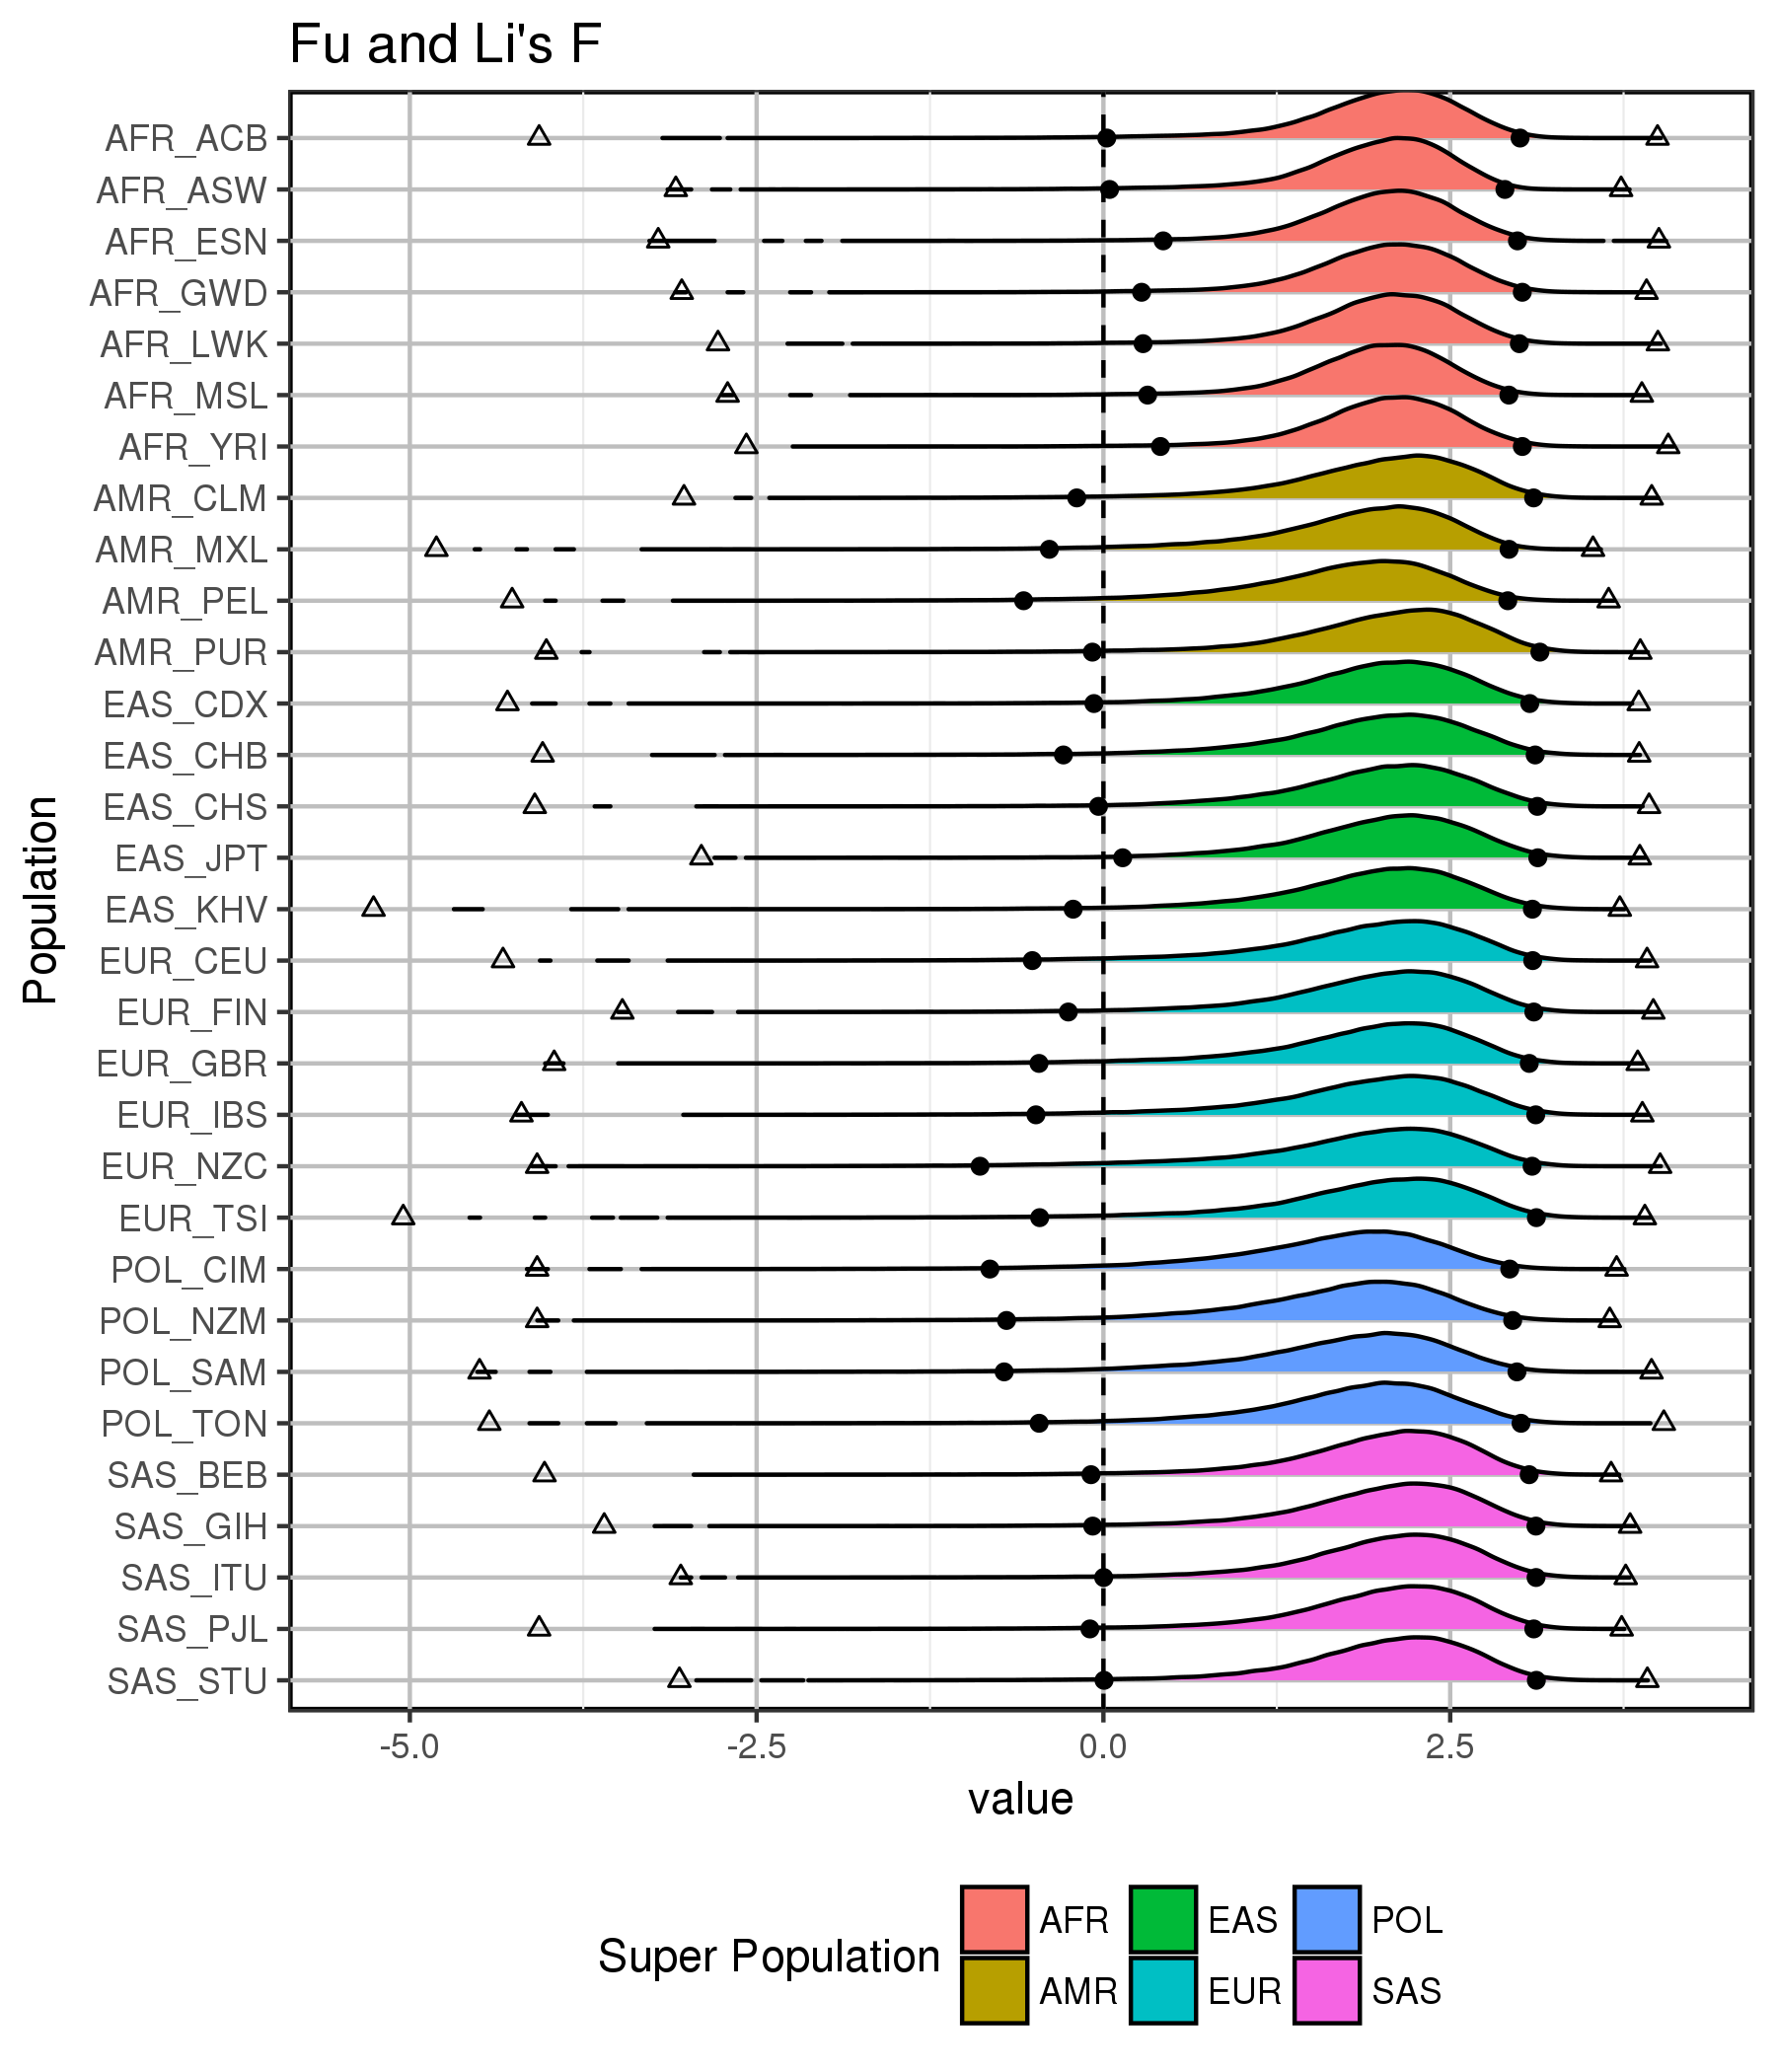 Fu and Li's F
Population
AFR_ACB
AFR_ASW
AFR_ESN
AFR_GWD
AFR_LWK
AFR_MSL
AFR_YRI
AMR_CLM
AMR_MXL
AMR_PEL
AMR_PUR
EAS_CDX
EAS_CHB
EAS_CHS
EAS_JPT
EAS_KHV
EUR_CEU
EUR_FIN
EUR_GBR
EUR_IBS
EUR_NZC
EUR_TSI
POL_CIM
POL_NZM
POL_SAM
POL_TON
SAS_BEB
SAS_GIH
SAS_ITU
SAS_PJL
SAS_STU
-5.0 -2.5 0.0 2.5
value
Super Population
AFR EAS POL
AMR EUR SAS